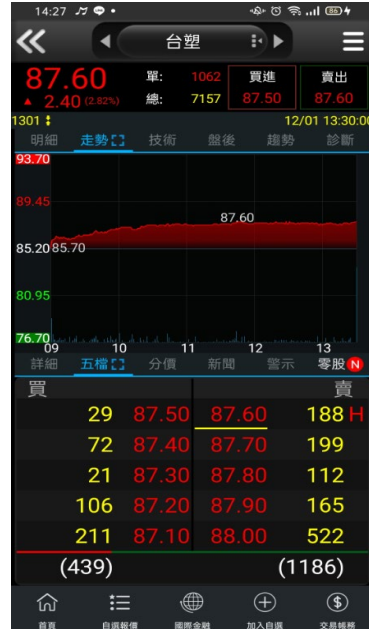 14:27 86
台塑
87.60 單: 1062 買進 賣出
▲ 2.40 (2.82%) 總: 7157 87.50 87.60
1301 12/01 13:30:00
明細 走勢 技術 盤後 趨勢 診斷
93.70
89.45
87.60
85.20 85.70
80.95
76.70
09 10 11 12 13
詳細 五檔 分價 新聞 警示 零股 N
買 賣
29 87.50 87.60 188 H
72 87.40 87.70 199
21 87.30 87.80 112
106 87.20 87.90 165
211 87.10 88.00 522
(439) (1186)
首頁 自選報價 國際金融 加入自選 交易帳務